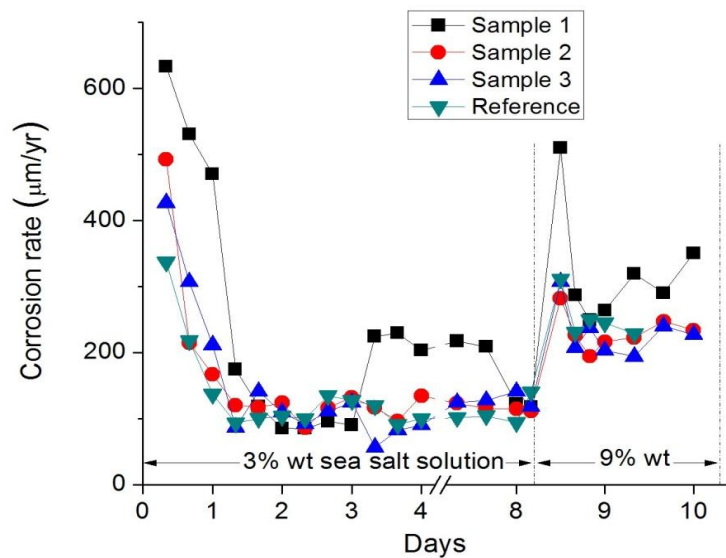 Sample 1
Sample 2
Sample 3
Reference
Corrosion rate (μm/yr)
600
400
200
0
3% wt sea salt solution
9% wt
0 1 2 3 4 8 9 10
Days